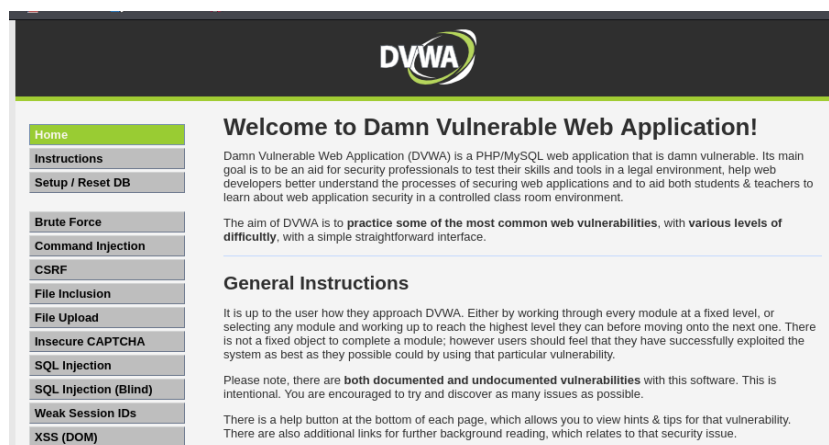 DVWA
Home
Instructions
Setup / Reset DB
Brute Force
Command Injection
CSRF
File Inclusion
File Upload
Insecure CAPTCHA
SQL Injection
SQL Injection (Blind)
Weak Session IDs
XSS (DOM)
Welcome to Damn Vulnerable Web Application!
Damn Vulnerable Web Application (DVWA) is a PHP/MySQL web application that is damn vulnerable. Its main
goal is to be an aid for security professionals to test their skills and tools in a legal environment, help web
developers better understand the processes of securing web applications and to aid both students & teachers to
learn about web application security in a controlled class room environment.
The aim of DVWA is to practice some of the most common web vulnerabilities, with various levels of
difficultly, with a simple straightforward interface.
General Instructions
It is up to the user how they approach DVWA. Either by working through every module at a fixed level, or
selecting any module and working up to reach the highest level they can before moving onto the next one. There
is not a fixed object to complete a module; however users should feel that they have successfully exploited the
system as best as they possible could by using that particular vulnerability.
Please note, there are both documented and undocumented vulnerabilities with this software. This is
intentional. You are encouraged to try and discover as many issues as possible.
There is a help button at the bottom of each page, which allows you to view hints & tips for that vulnerability.
There are also additional links for further background reading, which relates to that security issue.